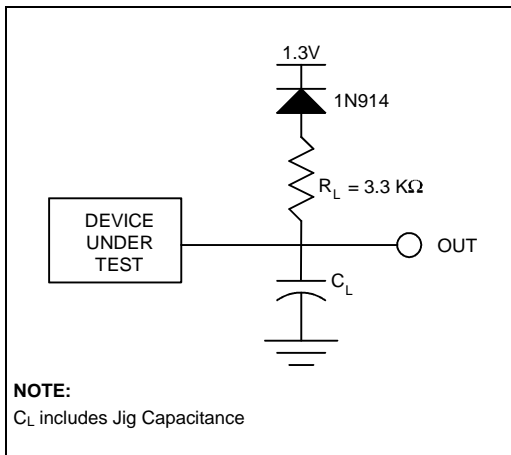 1.3V
1N914
R_L = 3.3 KΩ
DEVICE
UNDER
TEST
OUT
C_L
NOTE:
C_L includes Jig Capacitance